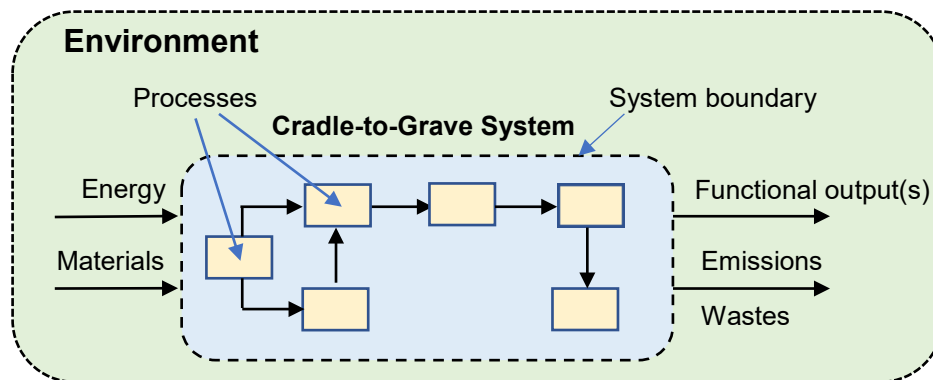 Environment
Processes
System boundary
Cradle-to-Grave System
Energy
Functional output(s)
Materials
Emissions
Wastes